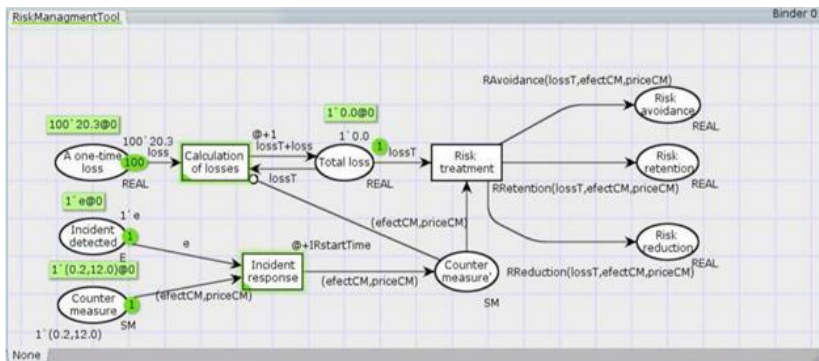 RiskManagmentTool
Binder 0
100`20.3@0
100`20.3
loss
A one-time
loss
100
REAL
Calculation
of losses
@+1
lossT+loss
lossT
1`0.0@0
1`0.0
Total loss
1
REAL
lossT
Risk
treatment
RAvoidance(lossT,efectCM,priceCM)
Risk
avoidance
REAL
Risk
retention
REAL
RRetention(lossT,efectCM,priceCM)
Risk
reduction
REAL
RReduction(lossT,efectCM,priceCM)
1`e@0
1`e
Incident
detected
1
E
e
1`(0.2,12.0)@0
Counter
measure
1
SM
1`(0.2,12.0)
(efectCM,priceCM)
@+IRstartTime
Incident
response
(efectCM,priceCM)
(efectCM,priceCM)
Counter
measure'
SM
None